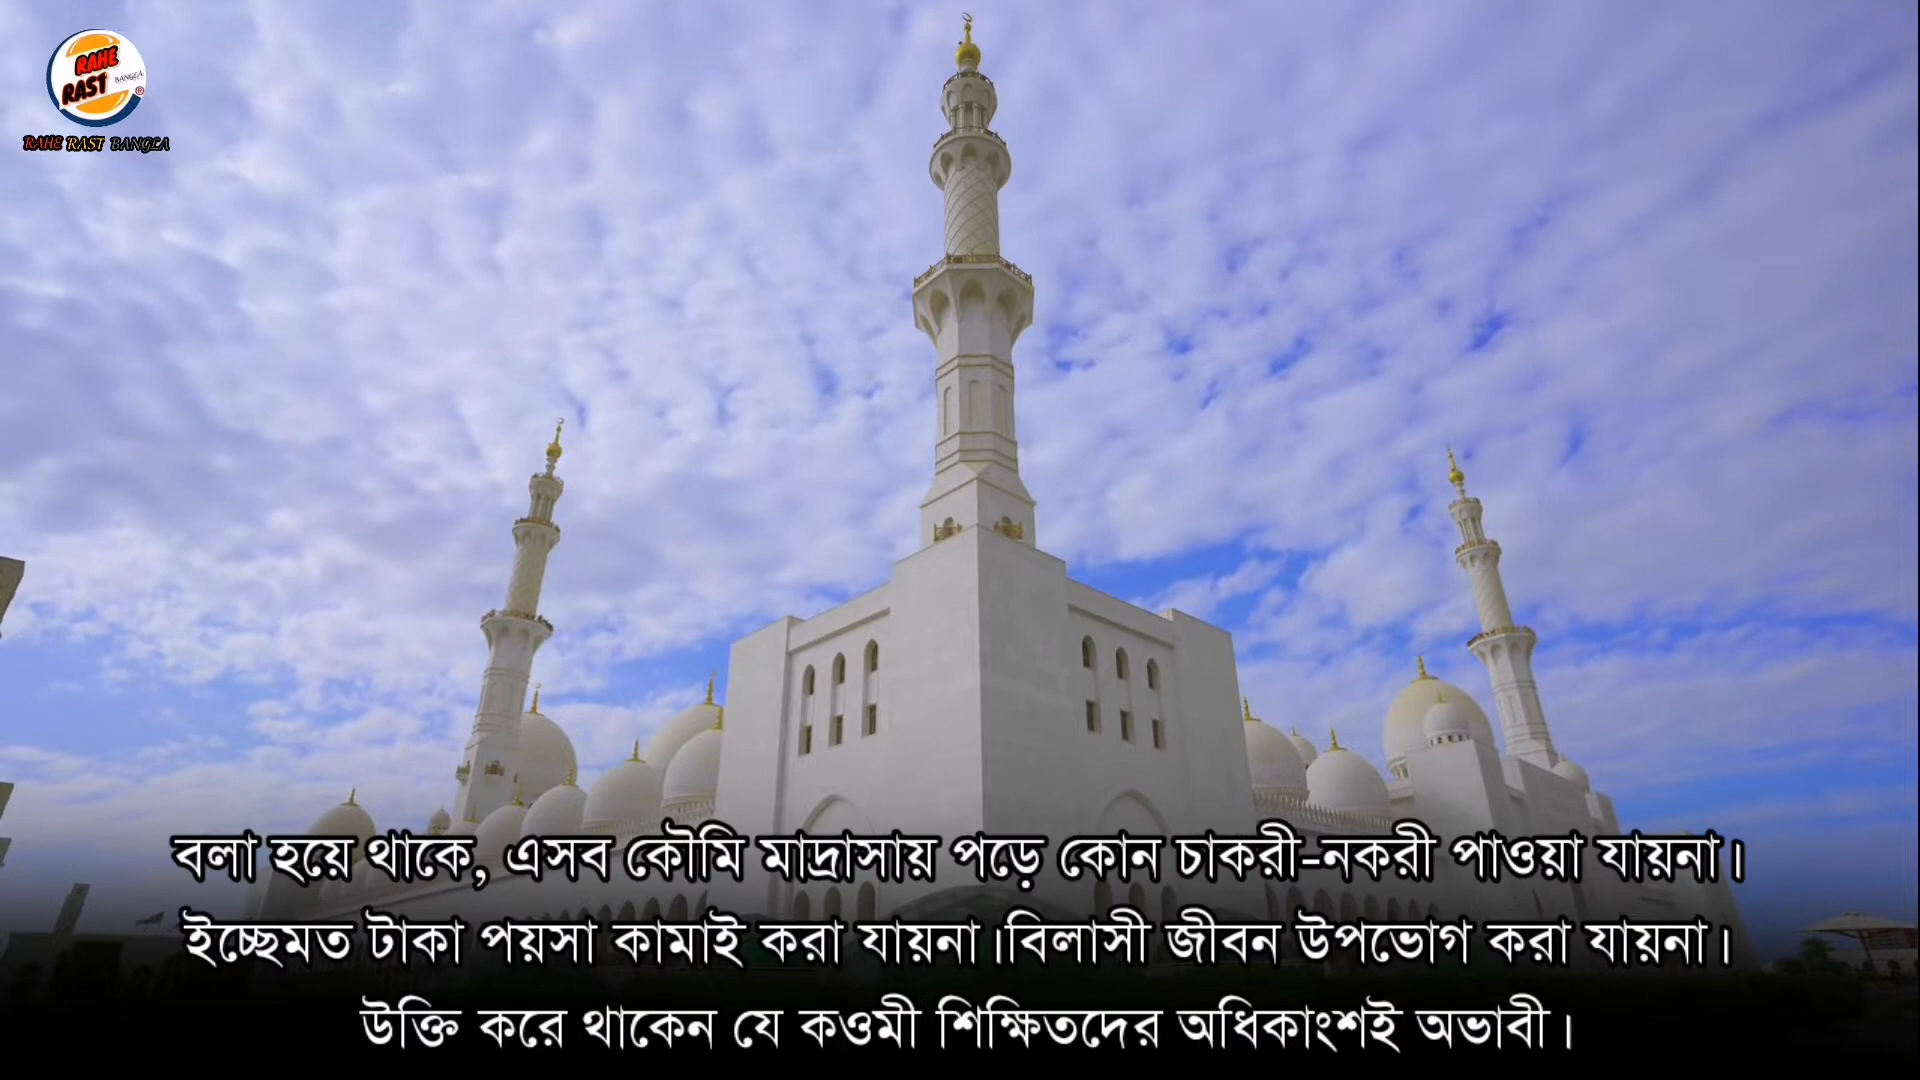 RAHE
RAST BANGLA
®
RAHE RAST BANGLA
বলা হয়ে থাকে, এসব কৌমি মাদ্রাসায় পড়ে কোন চাকরী-নকরী পাওয়া যায়না।
ইচ্ছেমত টাকা পয়সা কামাই করা যায়না।বিলাসী জীবন উপভোগ করা যায়না।
উক্তি করে থাকেন যে কওমী শিক্ষিতদের অধিকাংশই অভাবী।